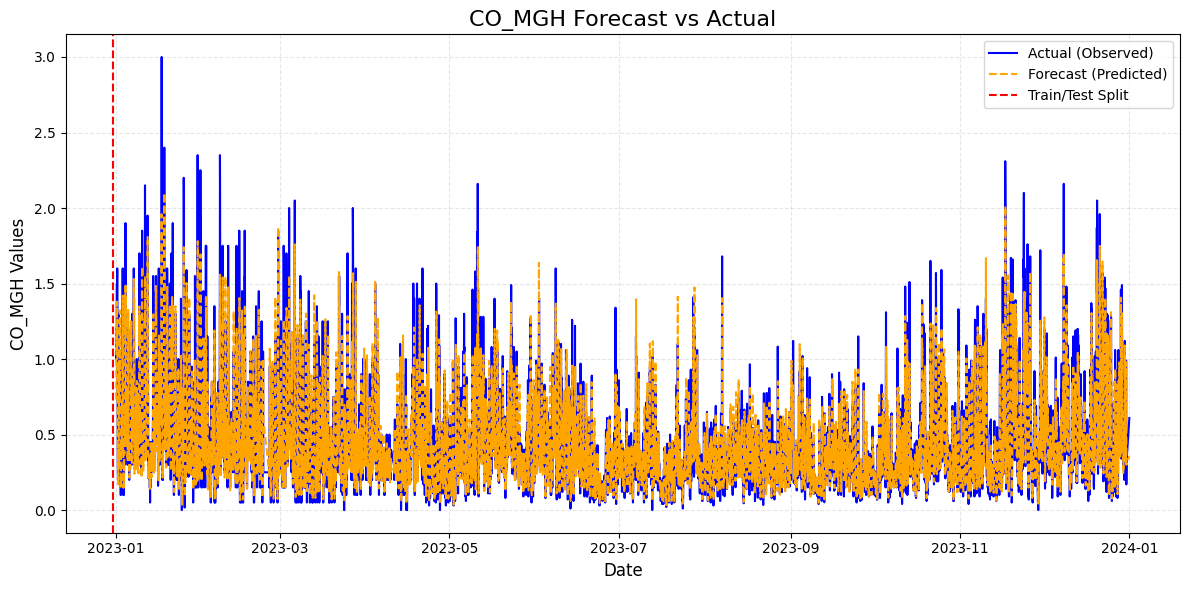 CO_MGH Forecast vs Actual
Actual (Observed)
Forecast (Predicted)
Train/Test Split
CO_MGH Values
3.0
2.5
2.0
1.5
1.0
0.5
0.0
2023-01 2023-03 2023-05 2023-07 2023-09 2023-11 2024-01
Date